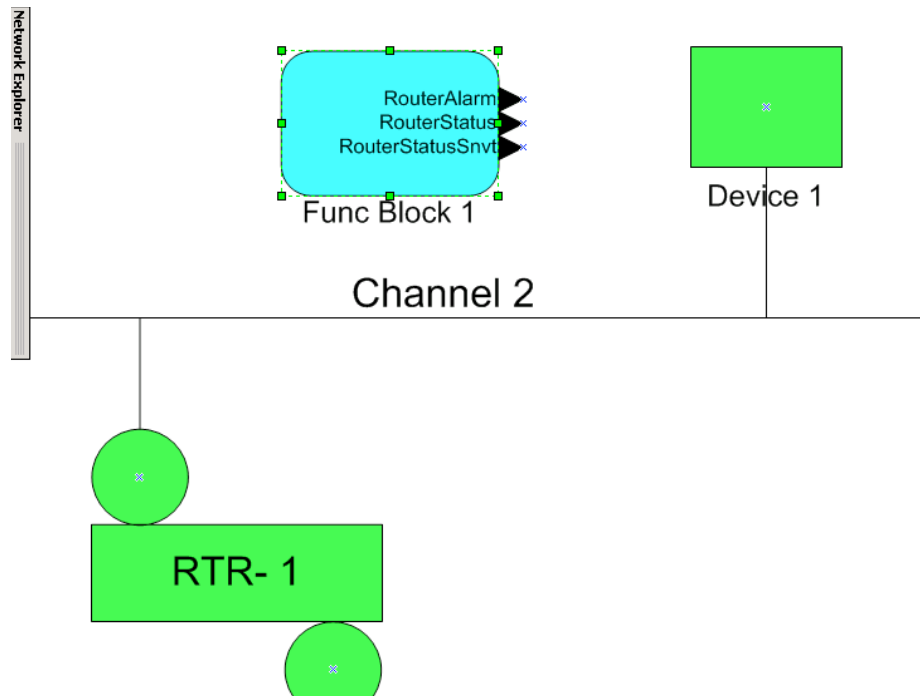 Network Explorer
RouterAlarm
RouterStatus
RouterStatusSnvt
Func Block 1
Device 1
Channel 2
RTR- 1